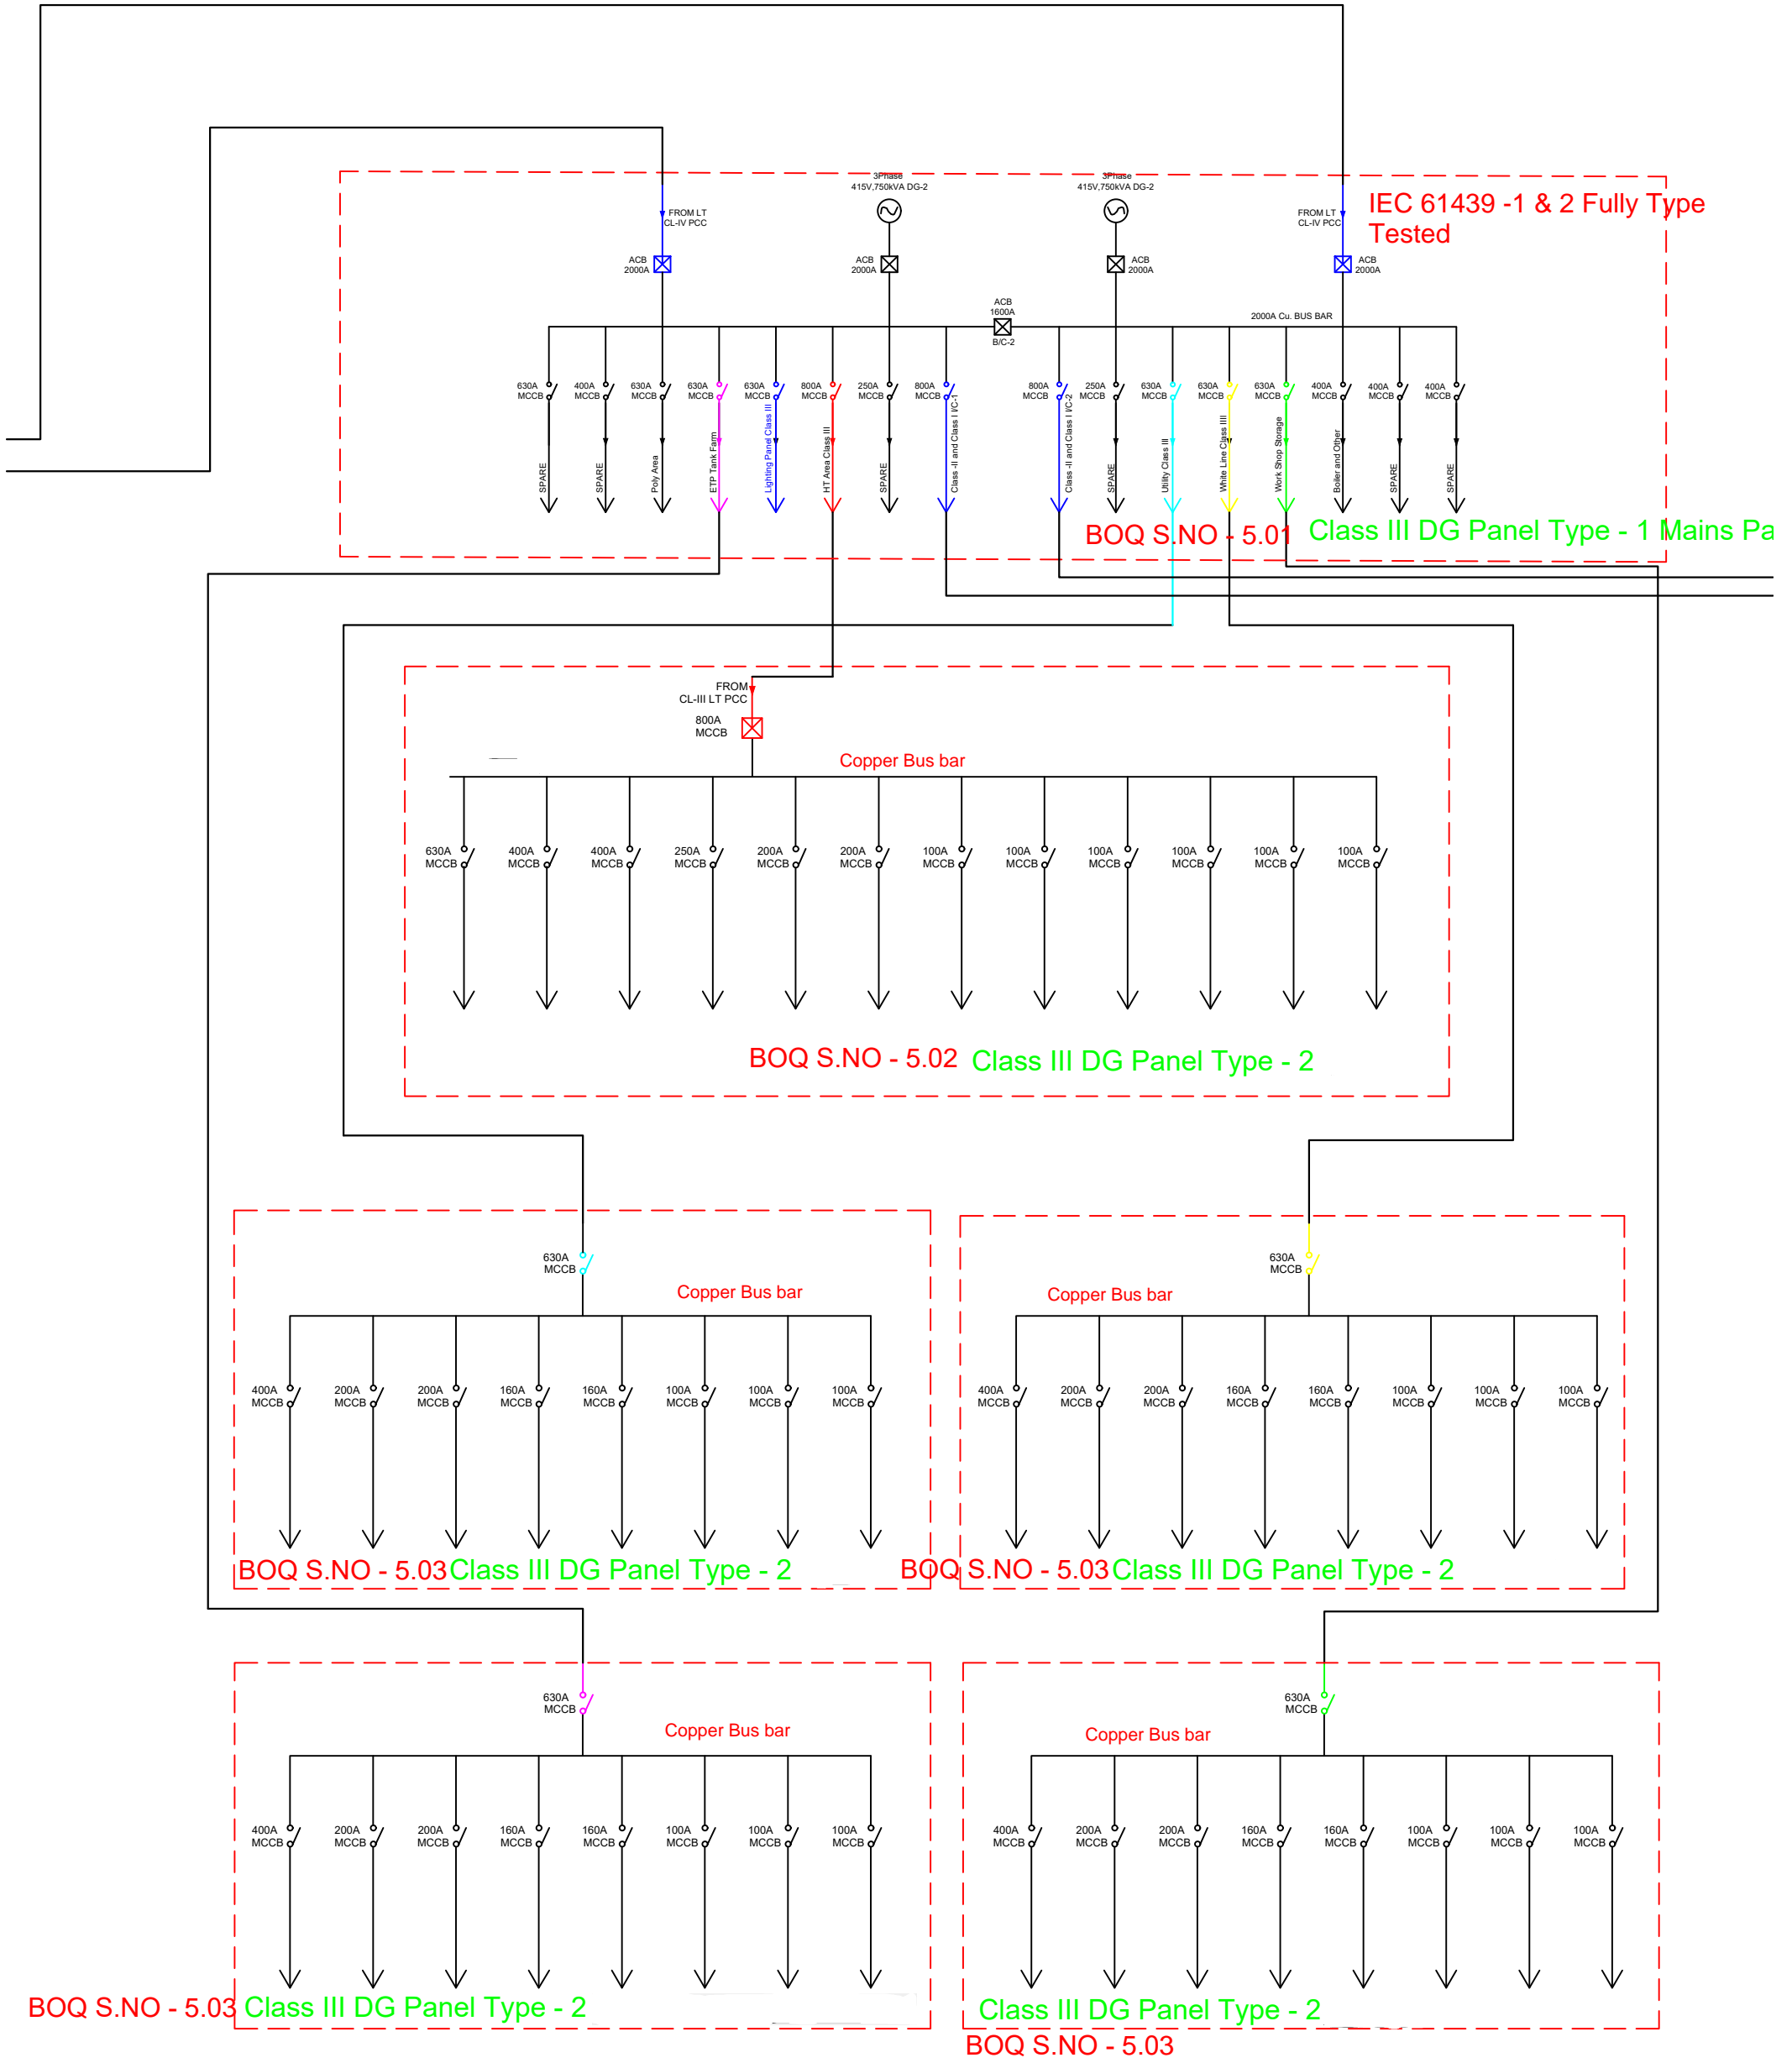 3Phase
415V,750kVA DG-2
3Phase
415V,750kVA DG-2
IEC 61439 -1 & 2 Fully Type
Tested
FROM LT
CL-IV PCC
FROM LT
CL-IV PCC
ACB
2000A
ACB
2000A
ACB
2000A
ACB
2000A
ACB
1600A
B/C-2
2000A Cu. BUS BAR
630A
MCCB
400A
MCCB
630A
MCCB
630A
MCCB
630A
MCCB
800A
MCCB
250A
MCCB
800A
MCCB
800A
MCCB
250A
MCCB
630A
MCCB
630A
MCCB
630A
MCCB
400A
MCCB
400A
MCCB
400A
MCCB
SPARE
SPARE
Poly Area
ETP Tank Farm
Lighting Panel Class III
HT Area Class III
SPARE
Class -II and Class I I/C-1
Class -II and Class I I/C-2
SPARE
Utility Class III
White Line Class IIII
Work Shop Storage
Boiler and Other
SPARE
SPARE
BOQ S.NO - 5.01
Class III DG Panel Type - 1 Mains Pa
FROM
CL-III LT PCC
800A
MCCB
Copper Bus bar
630A
MCCB
400A
MCCB
400A
MCCB
250A
MCCB
200A
MCCB
200A
MCCB
100A
MCCB
100A
MCCB
100A
MCCB
100A
MCCB
100A
MCCB
100A
MCCB
BOQ S.NO - 5.02
Class III DG Panel Type - 2
630A
MCCB
Copper Bus bar
400A
MCCB
200A
MCCB
200A
MCCB
160A
MCCB
160A
MCCB
100A
MCCB
100A
MCCB
100A
MCCB
BOQ S.NO - 5.03
Class III DG Panel Type - 2
630A
MCCB
Copper Bus bar
400A
MCCB
200A
MCCB
200A
MCCB
160A
MCCB
160A
MCCB
100A
MCCB
100A
MCCB
100A
MCCB
BOQ S.NO - 5.03
Class III DG Panel Type - 2
630A
MCCB
Copper Bus bar
400A
MCCB
200A
MCCB
200A
MCCB
160A
MCCB
160A
MCCB
100A
MCCB
100A
MCCB
100A
MCCB
BOQ S.NO - 5.03
Class III DG Panel Type - 2
630A
MCCB
Copper Bus bar
400A
MCCB
200A
MCCB
200A
MCCB
160A
MCCB
160A
MCCB
100A
MCCB
100A
MCCB
100A
MCCB
Class III DG Panel Type - 2
BOQ S.NO - 5.03